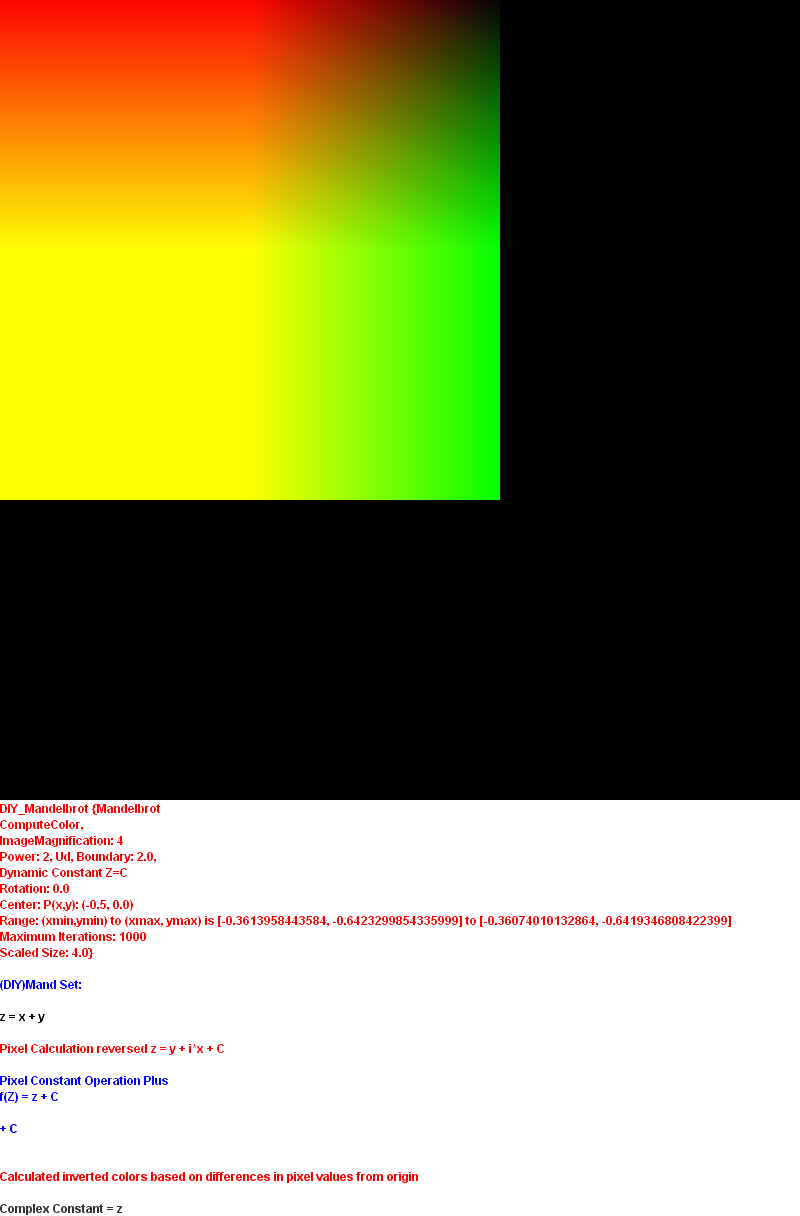 DIY_Mandelbrot {Mandelbrot
ComputeColor,
ImageMagnification: 4
Power: 2, Ud, Boundary: 2.0,
Dynamic Constant Z=C
Rotation: 0.0
Center: P(x,y): (-0.5, 0.0)
Range: (xmin,ymin) to (xmax, ymax) is [-0.3613958443584, -0.6423299854335999] to [-0.36074010132864, -0.6419346808422399]
Maximum Iterations: 1000
Scaled Size: 4.0}
(DIY)Mand Set:
z = x + y
Pixel Calculation reversed z = y + i*x + C
Pixel Constant Operation Plus
f(Z) = z + C
+ C
Calculated inverted colors based on differences in pixel values from origin
Complex Constant = z